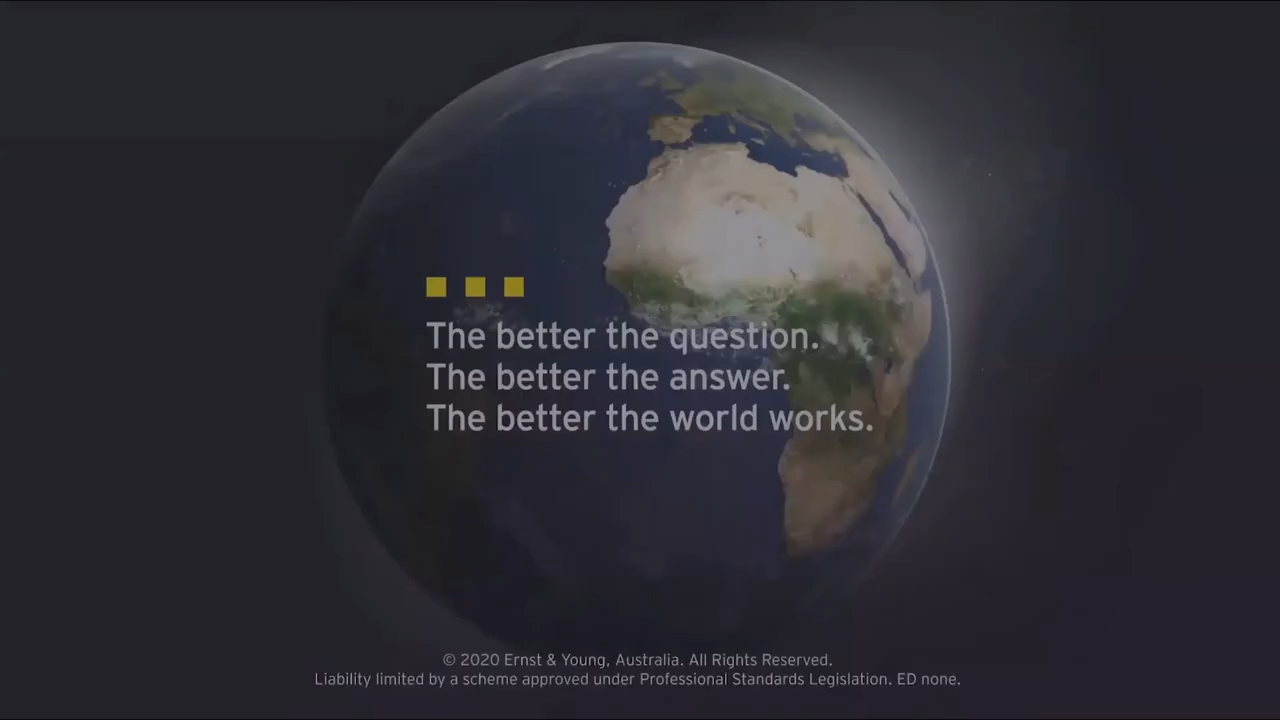 The better the question.
The better the answer.
The better the world works.
© 2020 Ernst & Young, Australia. All Rights Reserved.
Liability limited by a scheme approved under Professional Standards Legislation. ED none.